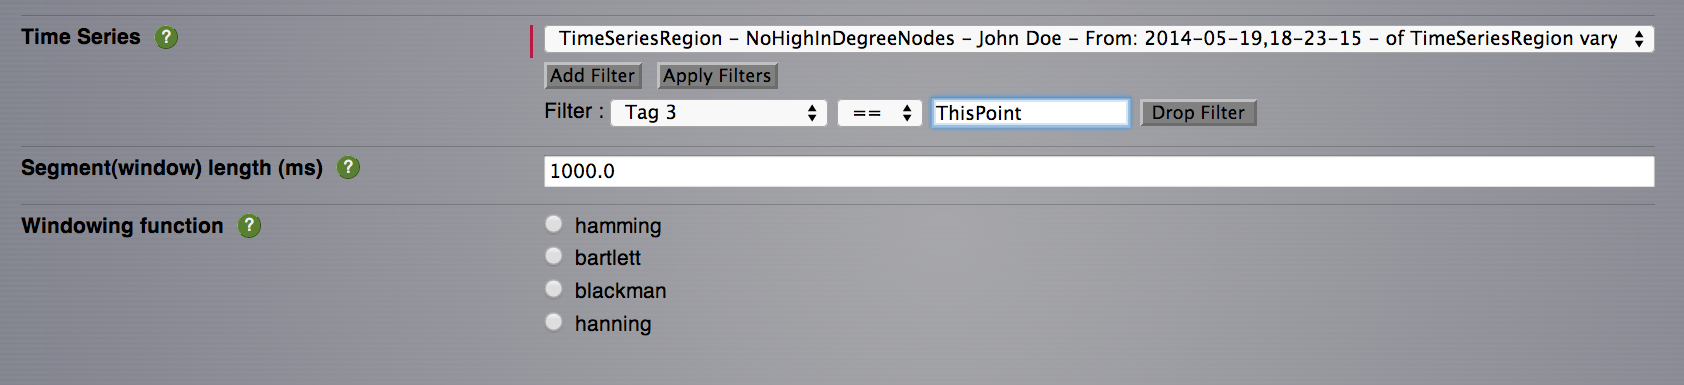 Time Series ?
TimeSeriesRegion - NoHighInDegreeNodes - John Doe - From: 2014-05-19,18-23-15 - of TimeSeriesRegion vary
Add Filter Apply Filters
Filter : Tag 3 == ThisPoint Drop Filter
Segment(window) length (ms) ?
1000.0
Windowing function ?
hamming
bartlett
blackman
hanning